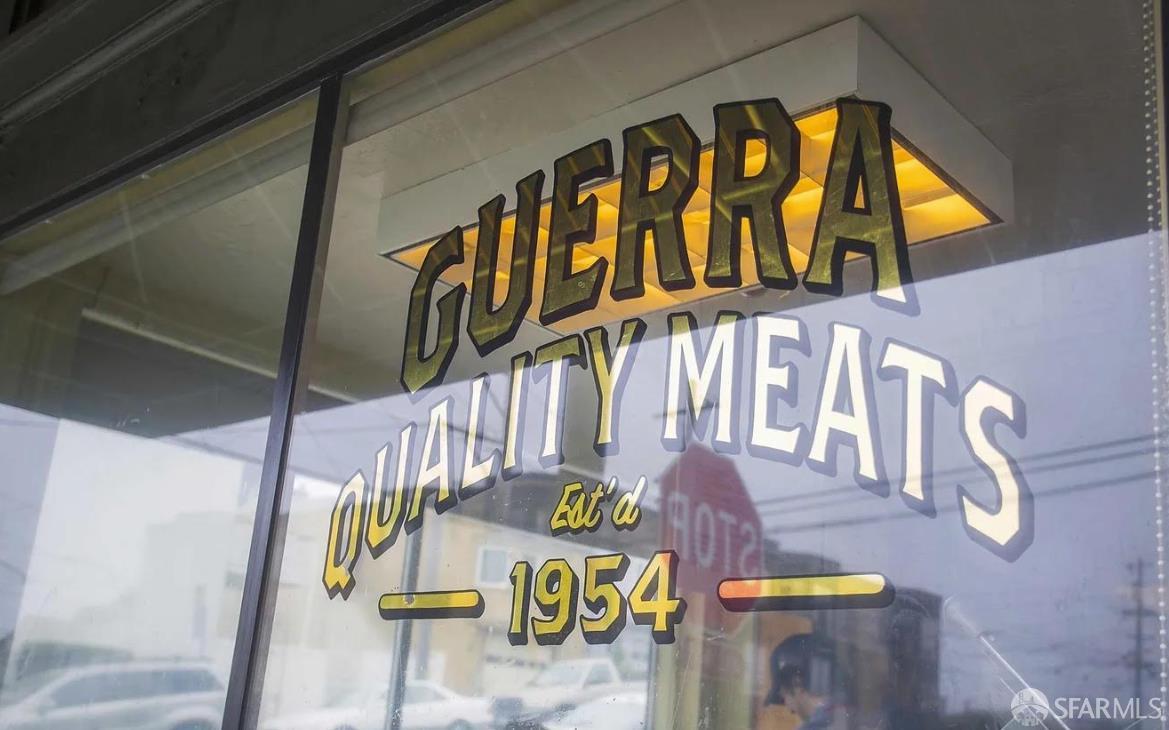 GUERRA
QUALITY MEATS
Est'd
1954
STOP
SFARMLS